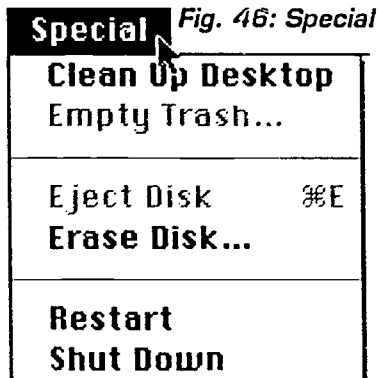 Special Fig. 46: Special
Clean Up Desktop
Empty Trash...
Eject Disk ⌘E
Erase Disk...
Restart
Shut Down